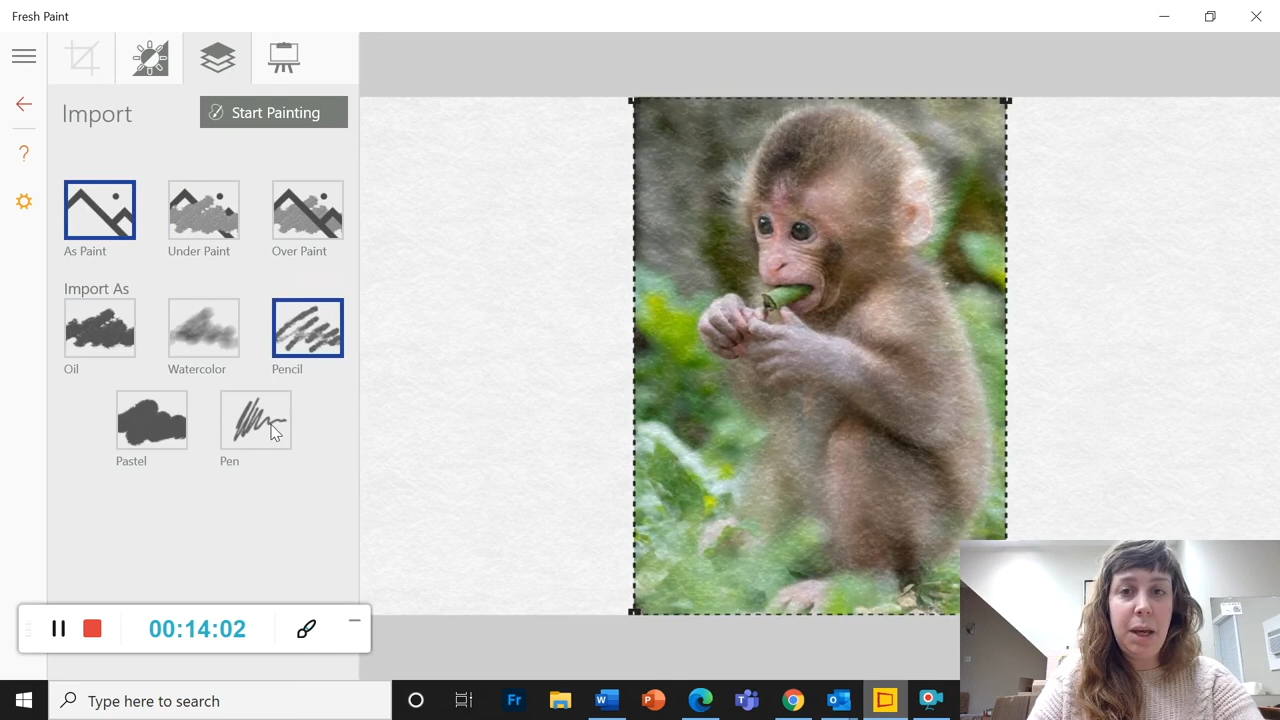 Fresh Paint
Import
Start Painting
As Paint
Under Paint
Over Paint
Import As
Oil
Watercolor
Pencil
Pastel
Pen
00:14:02
Type here to search
Fr